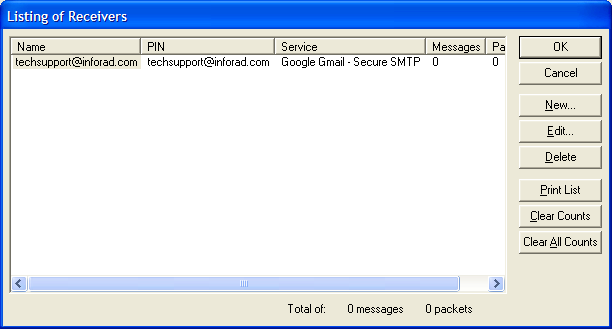 Listing of Receivers
Name PIN Service Messages Pa
techsupport@inforad.com techsupport@inforad.com Google Gmail - Secure SMTP 0 0
OK
Cancel
New...
Edit...
Delete
Print List
Clear Counts
Clear All Counts
Total of: 0 messages 0 packets